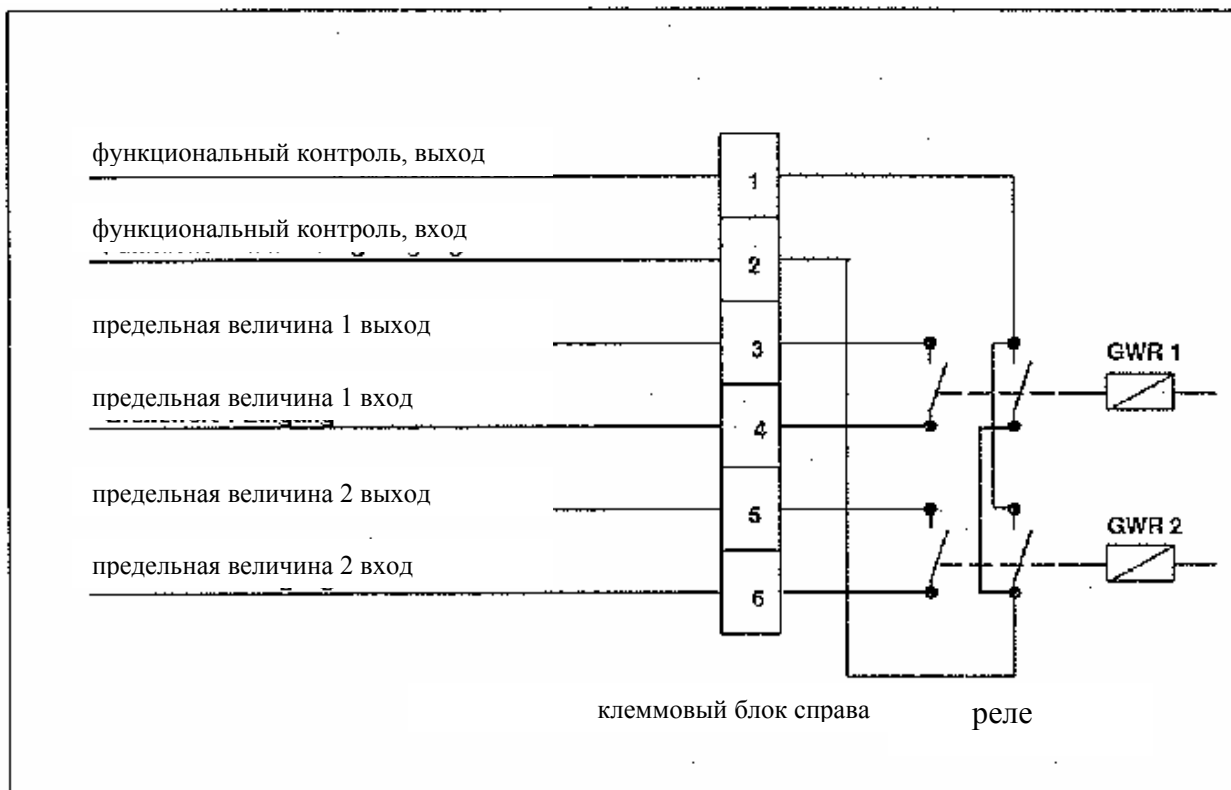 функциональный контроль, выход
1
функциональный контроль, вход
2
предельная величина 1 выход
3
GWR 1
предельная величина 1 вход
4
предельная величина 2 выход
5
GWR 2
предельная величина 2 вход
6
клеммовый блок справа
реле